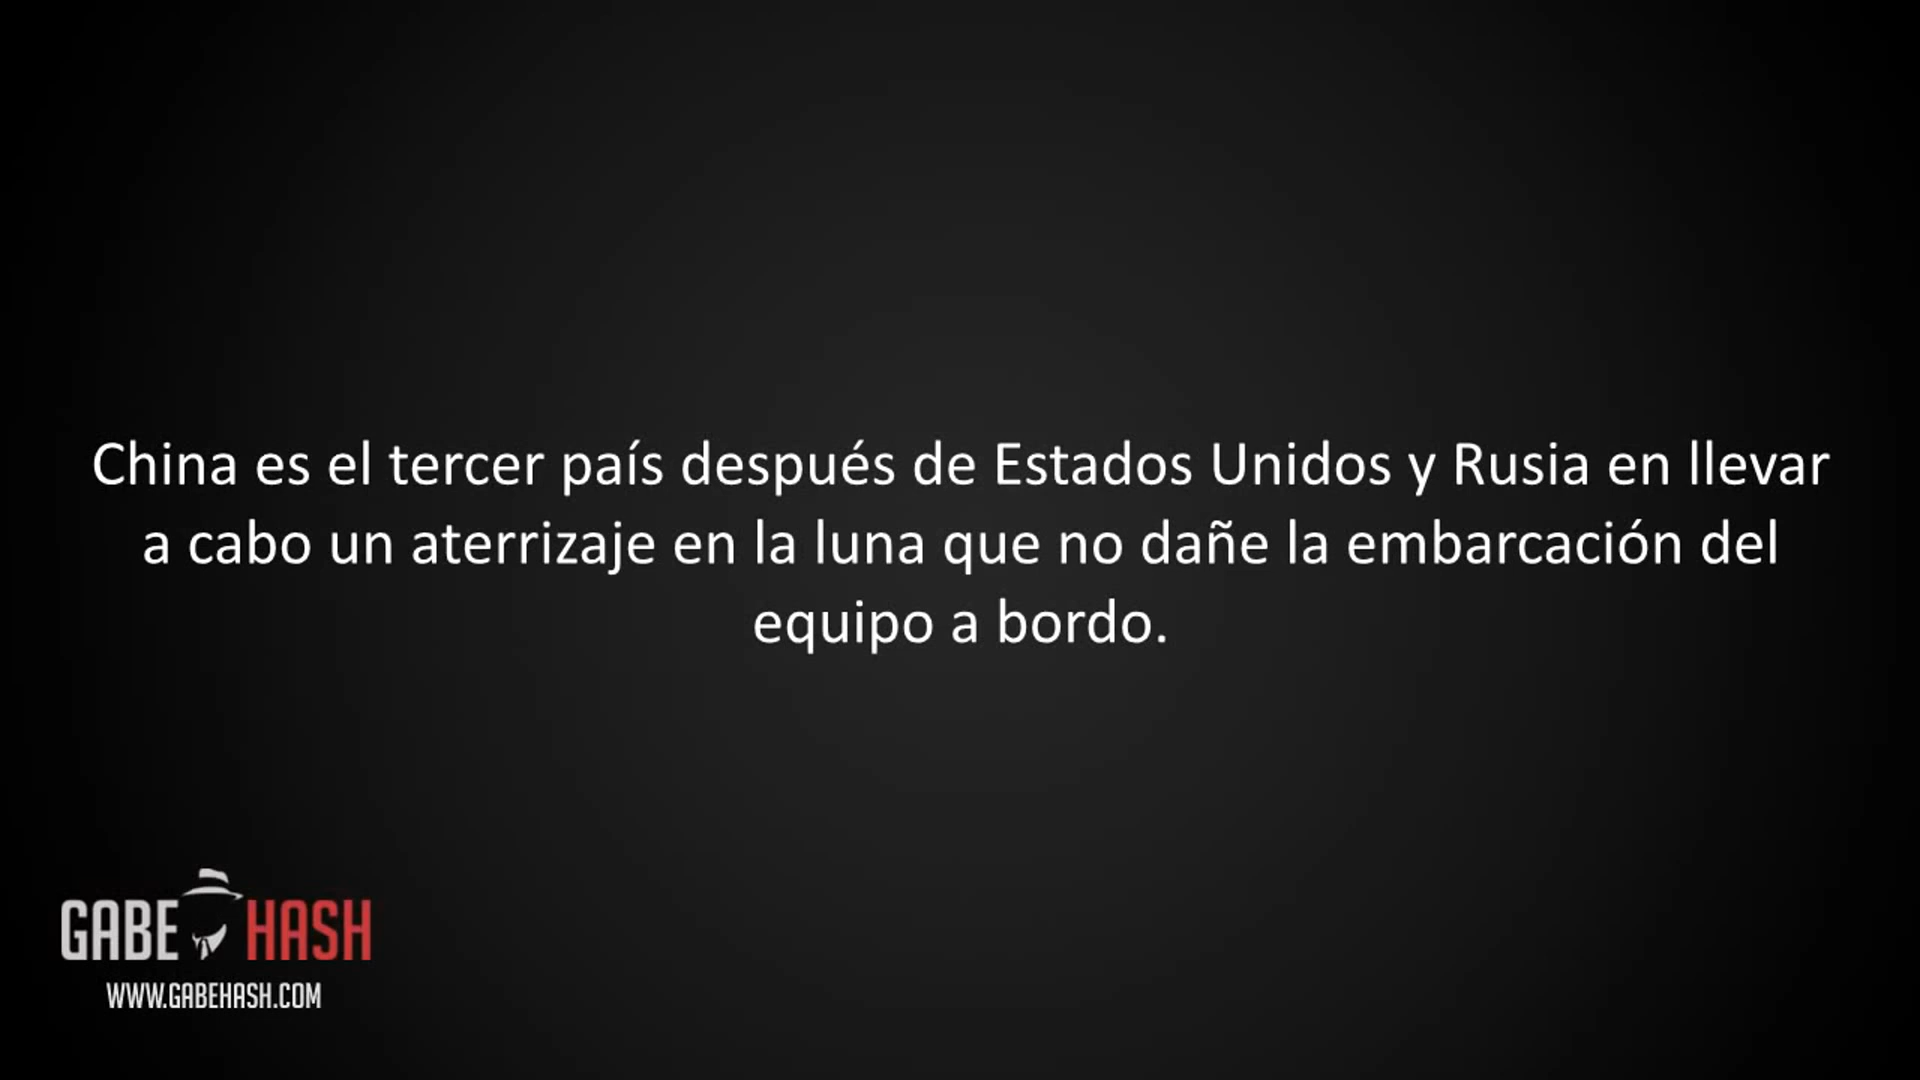 China es el tercer país después de Estados Unidos y Rusia en llevar
a cabo un aterrizaje en la luna que no dañe la embarcación del
equipo a bordo.
GABE HASH
WWW.GABEHASH.COM